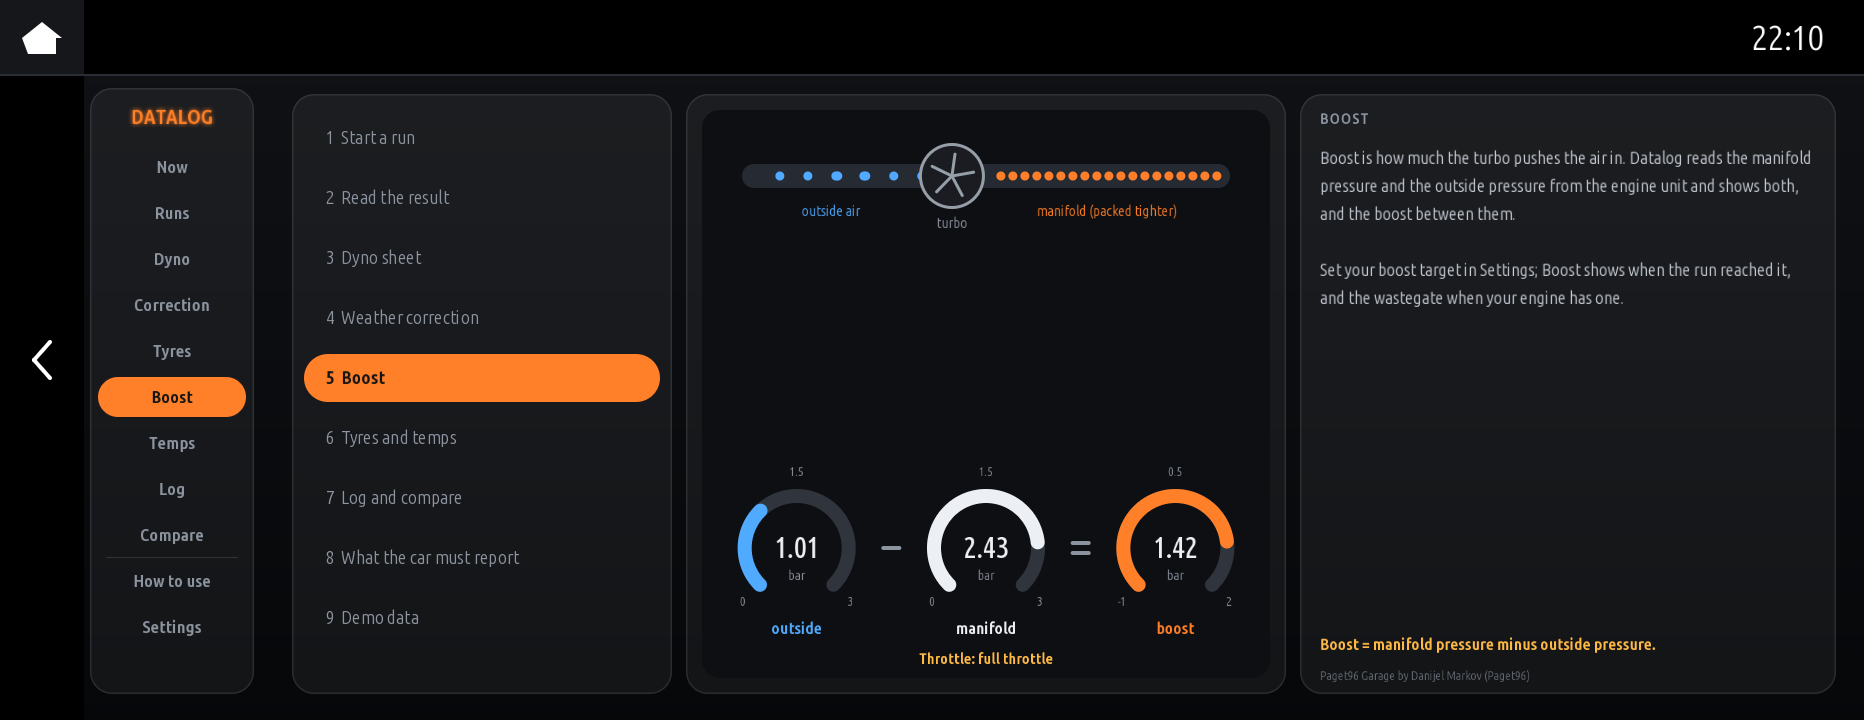 22:10
DATALOG
Now
Runs
Dyno
Correction
Tyres
Boost
Temps
Log
Compare
How to use
Settings
1 Start a run
2 Read the result
3 Dyno sheet
4 Weather correction
5 Boost
6 Tyres and temps
7 Log and compare
8 What the car must report
9 Demo data
outside air
turbo
manifold (packed tighter)
1.5
1.01
bar
0
3
outside
−
1.5
2.43
bar
0
3
manifold
=
0.5
1.42
bar
-1
2
boost
Throttle: full throttle
BOOST
Boost is how much the turbo pushes the air in. Datalog reads the manifold
pressure and the outside pressure from the engine unit and shows both,
and the boost between them.
Set your boost target in Settings; Boost shows when the run reached it,
and the wastegate when your engine has one.
Boost = manifold pressure minus outside pressure.
Paget96 Garage by Danijel Markov (Paget96)